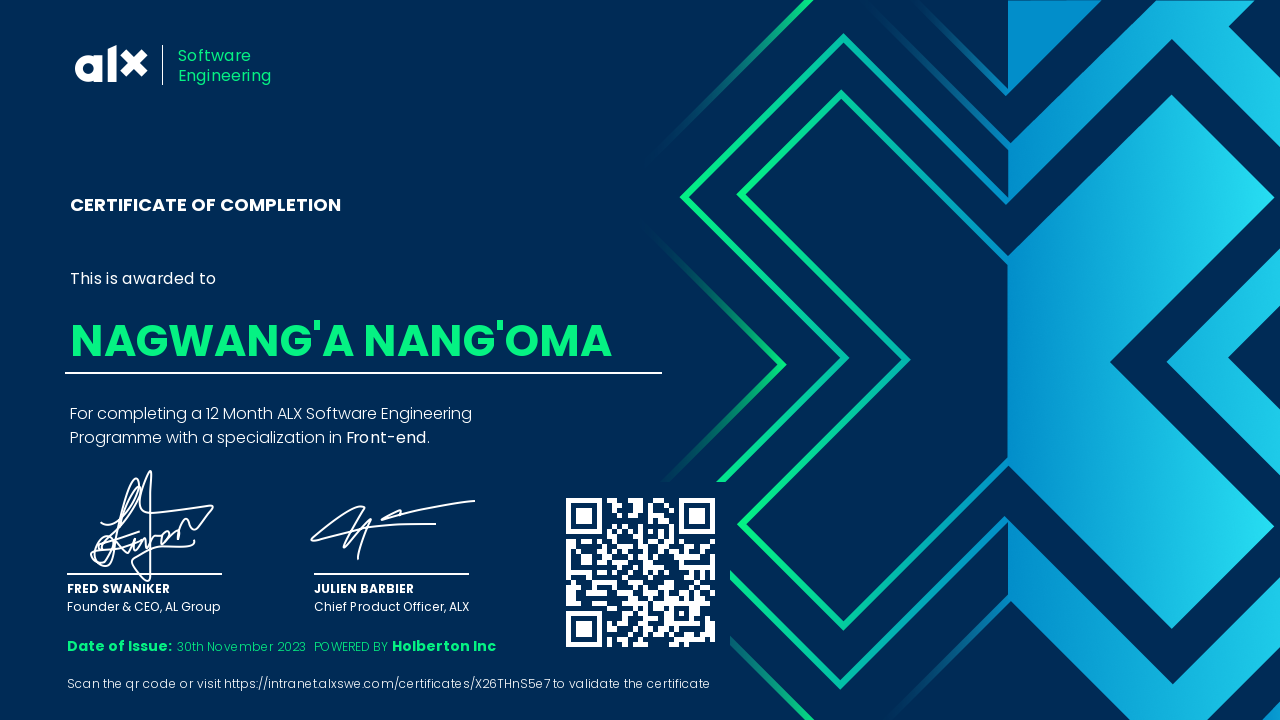 alx
Software
Engineering
CERTIFICATE OF COMPLETION
This is awarded to
NAGWANG'A NANG'OMA
For completing a 12 Month ALX Software Engineering
Programme with a specialization in Front-end.
FRED SWANIKER
Founder & CEO, AL Group
JULIEN BARBIER
Chief Product Officer, ALX
Date of Issue: 30th November 2023 POWERED BY Holberton Inc
Scan the qr code or visit https://intranet.alxswe.com/certificates/X26THnS5e7 to validate the certificate